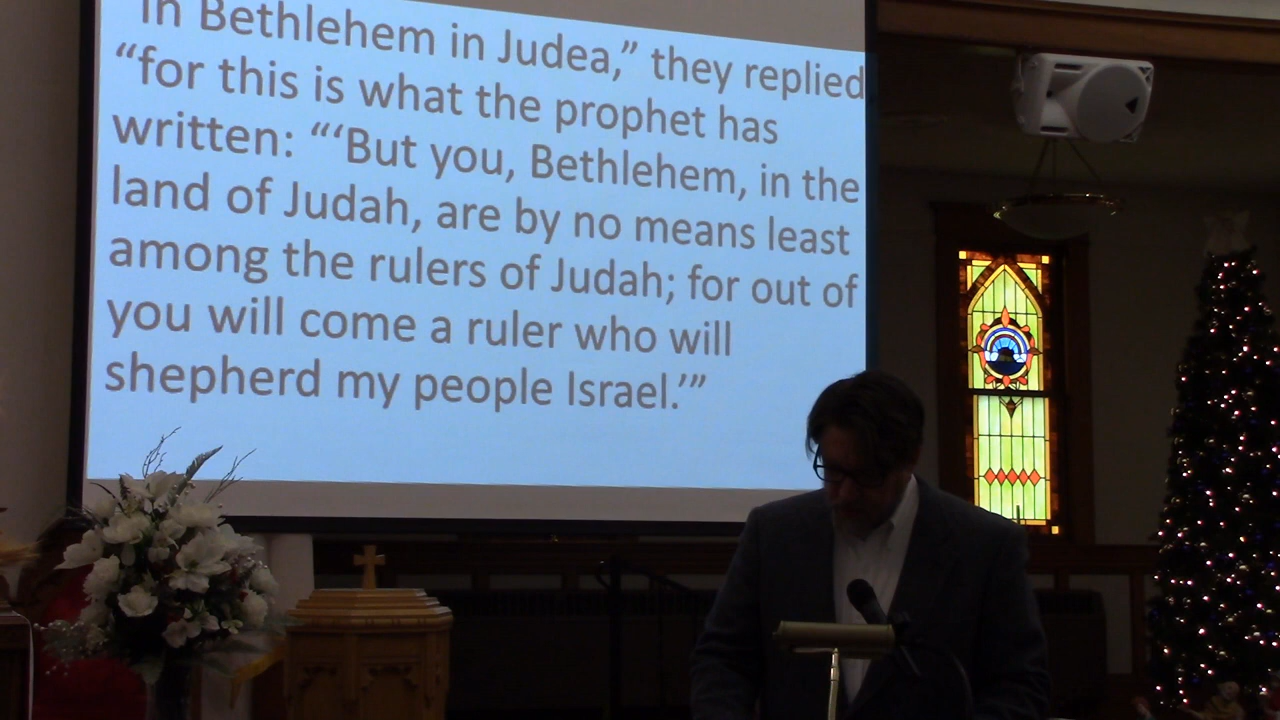 in Bethlehem in Judea,” they replied
“for this is what the prophet has
written: “‘But you, Bethlehem, in the
land of Judah, are by no means least
among the rulers of Judah; for out of
you will come a ruler who will
shepherd my people Israel.’”